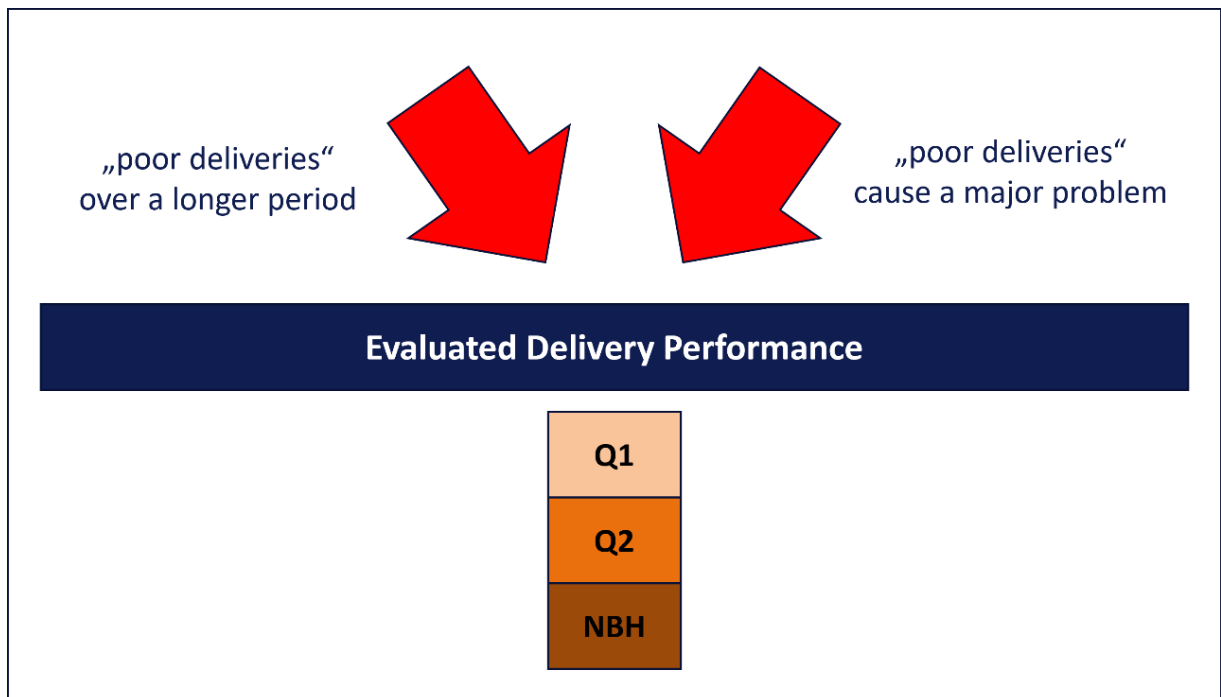 „poor deliveries“
over a longer period
„poor deliveries“
cause a major problem
Evaluated Delivery Performance
Q1
Q2
NBH